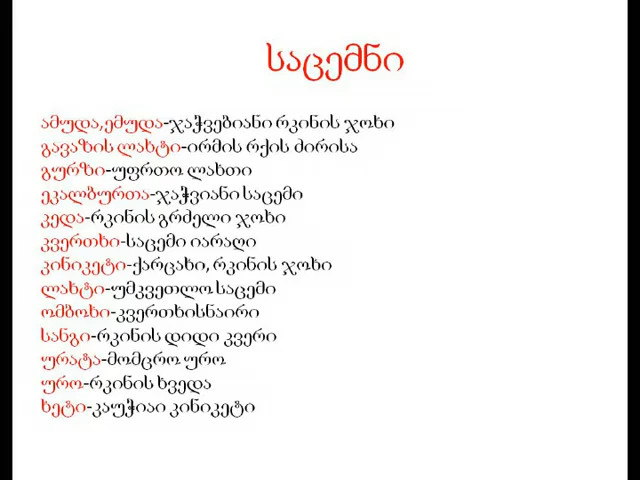 საცემნი
ამუდა,ემუდა-ჯაჭვებიანი რკინის ჯოხი
გავაზის ლახტი-ირმის რქის ძირისა
გურზი-უფრთო ლახთი
ეკალბურთა-ჯაჭვიანი საცემი
კედა-რკინის გრძელი ჯოხი
კვერთხი-საცემი იარაღი
კინიკეტი-ქარცახი, რკინის ჯოხი
ლახტი-უმკვეთლო საცემი
ომბოხი-კვერთხისნაირი
სანგი-რკინის დიდი კვერი
ურატა-მომცრო ურო
ურო-რკინის ხვედა
ხეტი-კაუჭიაი კინიკეტი